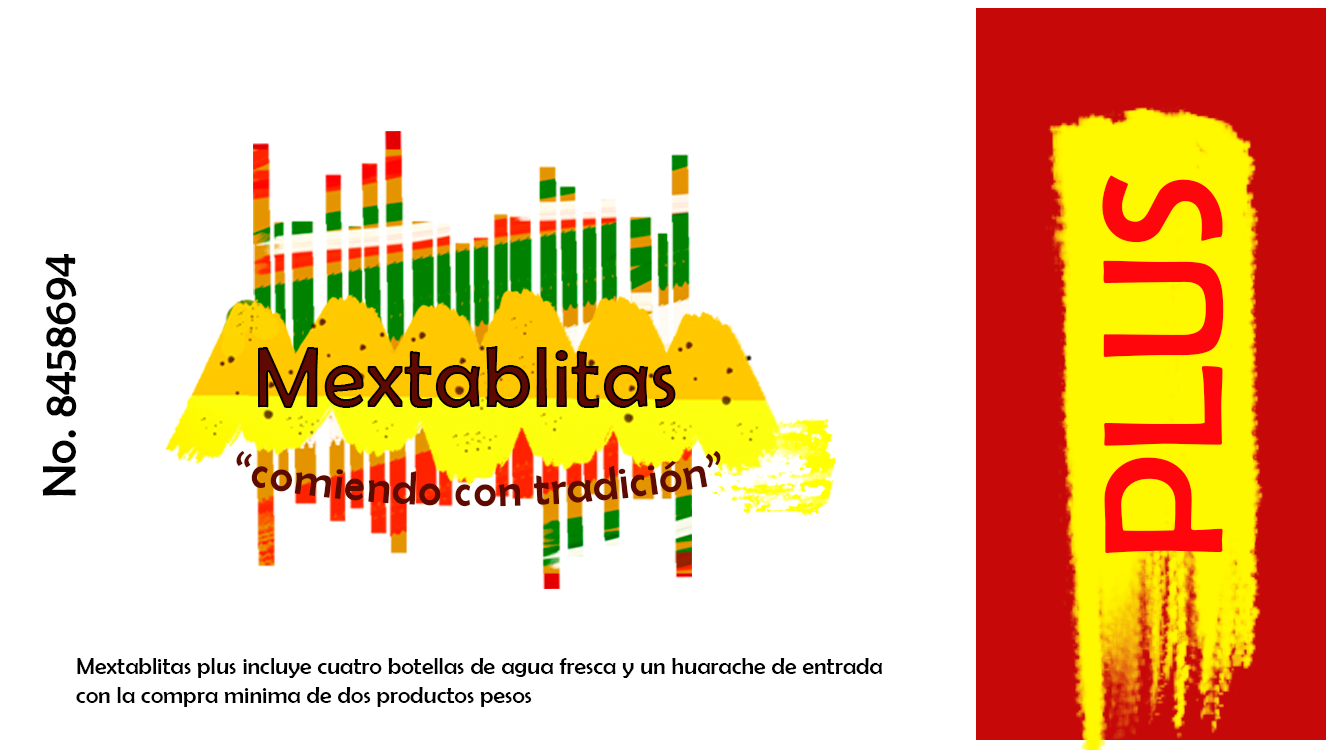 No. 8458694
Mextablitas
“comiendo con tradición”
Mextablitas plus incluye cuatro botellas de agua fresca y un huarache de entrada
con la compra minima de dos productos pesos
PLUS